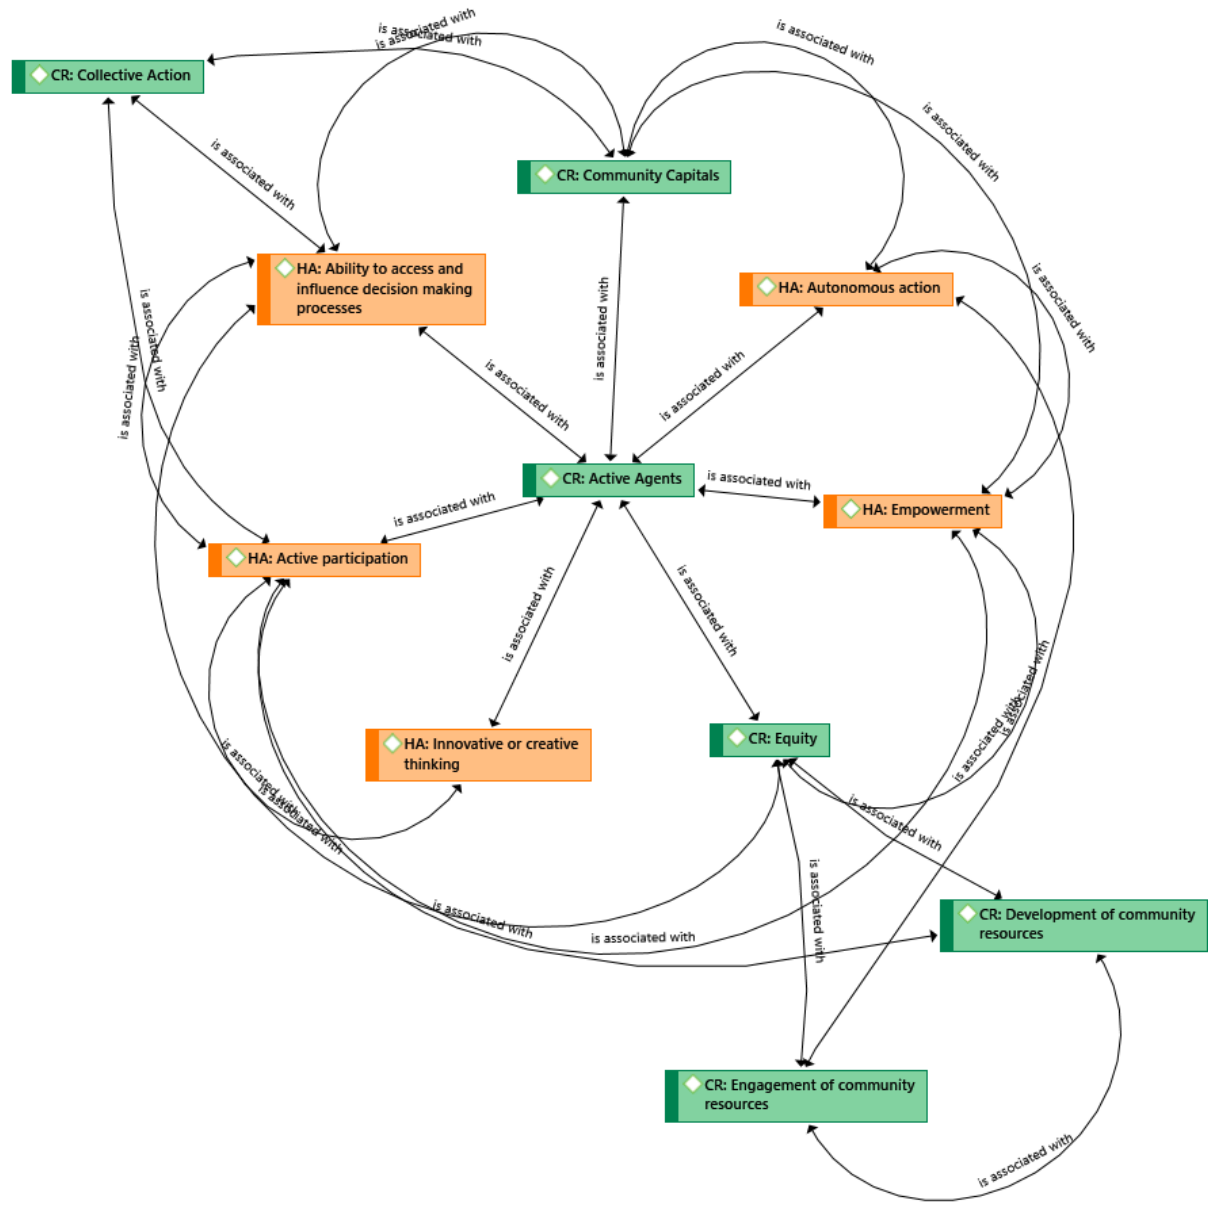 is associated with
is associated with
is associated with
CR: Collective Action
is associated with
is associated with
CR: Community Capitals
HA: Ability to access and
influence decision making
processes
HA: Autonomous action
is associated with
is associated with
is associated with
is associated with
is associated with
is associated with
CR: Active Agents
is associated with
HA: Empowerment
is associated with
HA: Active participation
is associated with
is associated with
HA: Innovative or creative
thinking
CR: Equity
is associated with
is associated with
is associated with
is associated with
is associated with
is associated with
is associated with
is associated with
CR: Development of community
resources
CR: Engagement of community
resources
is associated with